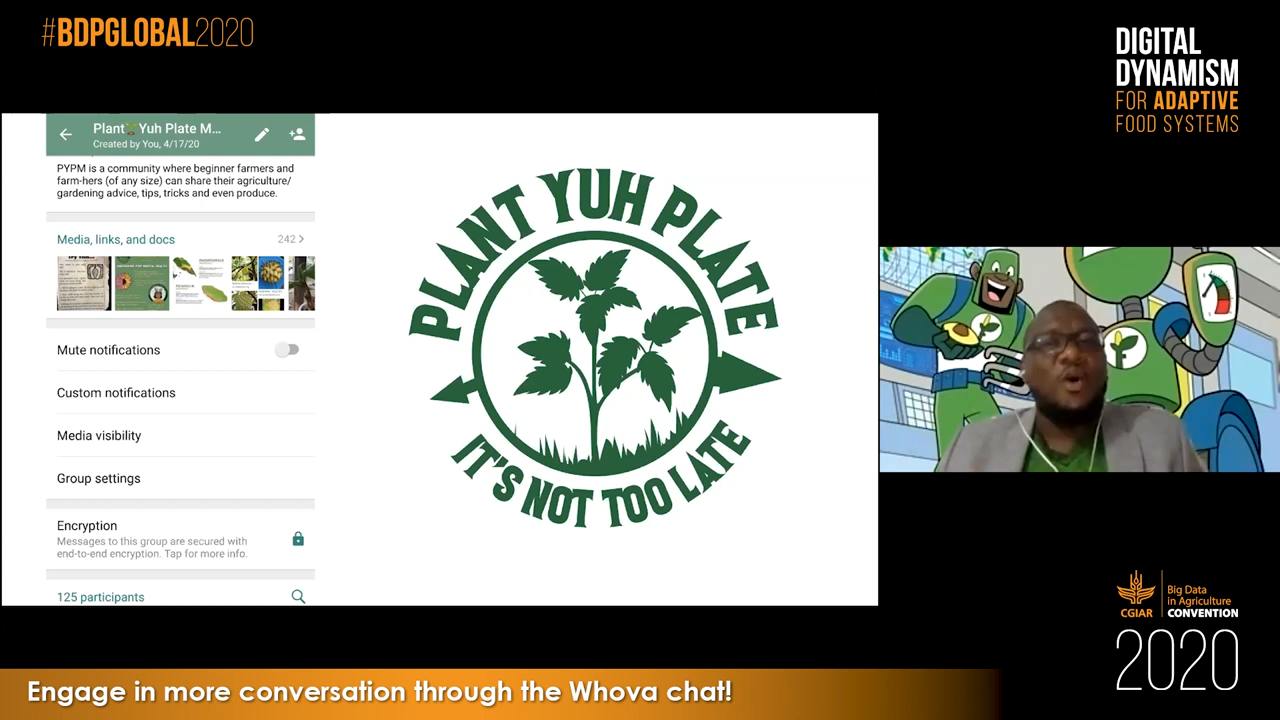 #BDPGLOBAL2020
DIGITAL
DYNAMISM
FOR ADAPTIVE
FOOD SYSTEMS
Plant🌱Yuh Plate M...
Created by You, 4/17/20
PYPM is a community where beginner farmers and
farm-hers (of any size) can share their agriculture/
gardening advice, tips, tricks and even produce.
Media, links, and docs
242 >
Mute notifications
Custom notifications
Media visibility
Group settings
Encryption
Messages to this group are secured with
end-to-end encryption. Tap for more info.
125 participants
PLANT YUH PLATE
IT'S NOT TOO LATE
CGIAR
Big Data
in Agriculture
CONVENTION
2020
Engage in more conversation through the Whova chat!